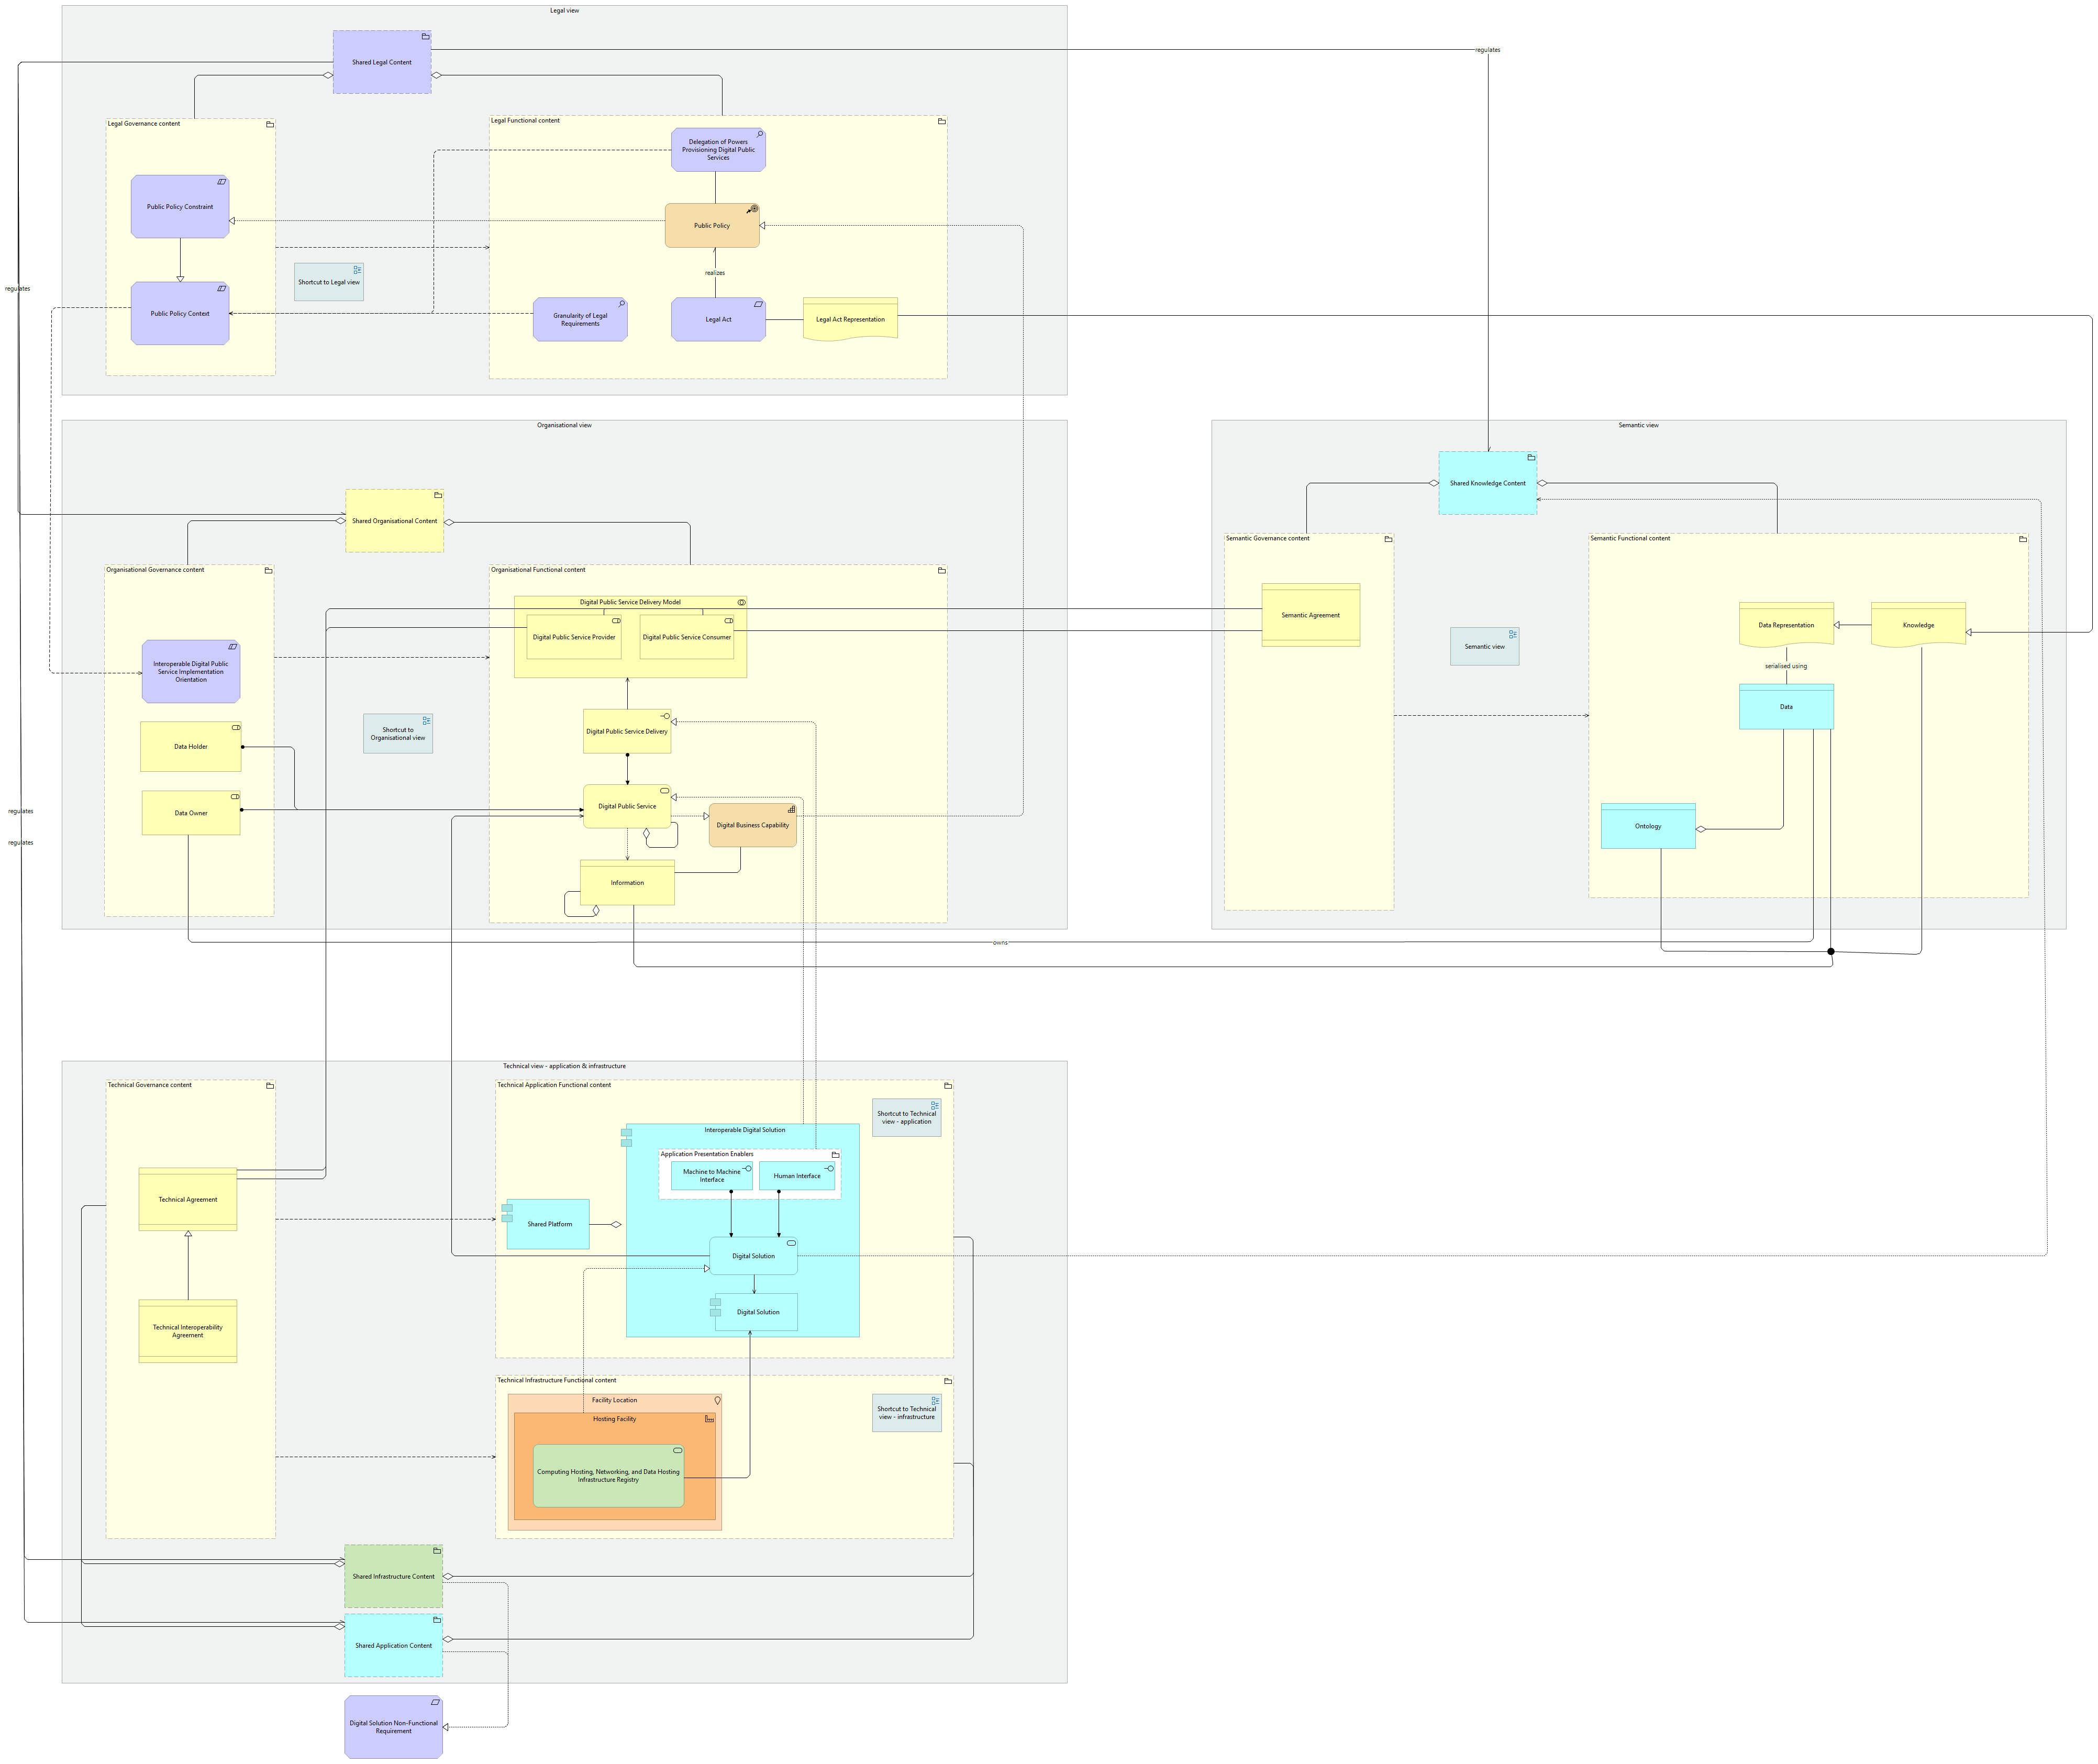 Legal view
Shared Legal Content
regulates
Legal Governance content
Legal Functional content
Delegation of Powers
Provisioning Digital Public
Services
Public Policy Constraint
Public Policy
realizes
Shortcut to Legal view
regulates
Public Policy Context
Granularity of Legal
Requirements
Legal Act
Legal Act Representation
Organisational view
Semantic view
Shared Knowledge Content
Shared Organisational Content
Semantic Governance content
Semantic Functional content
Organisational Governance content
Organisational Functional content
Digital Public Service Delivery Model
Digital Public Service Provider
Digital Public Service Consumer
Semantic Agreement
Data Representation
Knowledge
Semantic view
serialised using
Interoperable Digital Public
Service Implementation
Orientation
Data
Shortcut to
Organisational view
Digital Public Service Delivery
Data Holder
Digital Public Service
Data Owner
Digital Business Capability
Ontology
regulates
regulates
Information
owns
Technical view - application & infrastructure
Technical Governance content
Technical Application Functional content
Shortcut to Technical
view - application
Interoperable Digital Solution
Application Presentation Enablers
Machine to Machine
Interface
Human Interface
Technical Agreement
Shared Platform
Digital Solution
Digital Solution
Technical Interoperability
Agreement
Technical Infrastructure Functional content
Facility Location
Hosting Facility
Shortcut to Technical
view - infrastructure
Computing Hosting, Networking, and Data Hosting
Infrastructure Registry
Shared Infrastructure Content
Shared Application Content
Digital Solution Non-Functional
Requirement